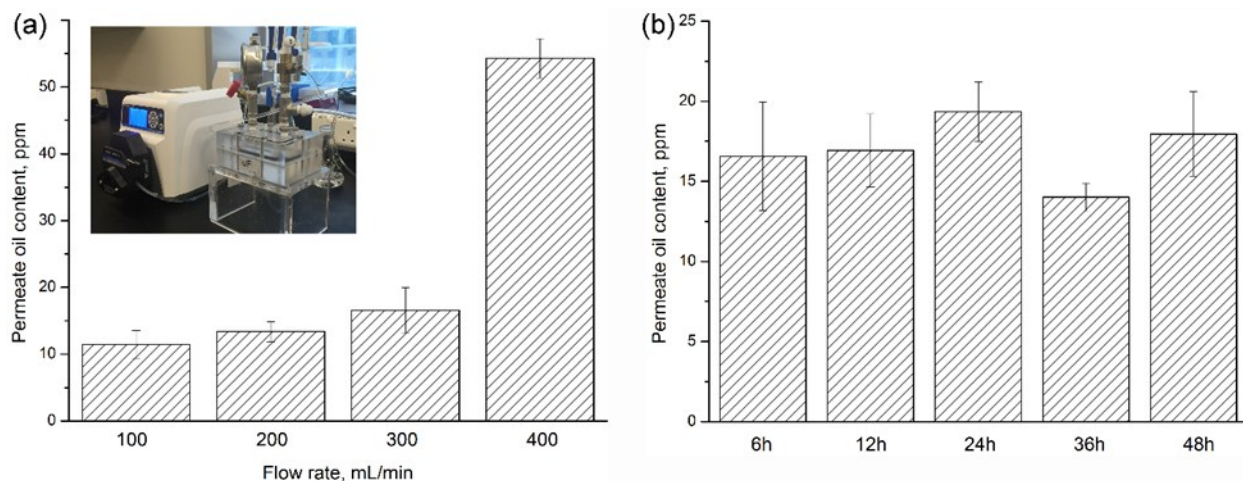 (a)
Permeate oil content, ppm
50
40
30
20
10
0
100 200 300 400
Flow rate, mL/min
(b)
Permeate oil content, ppm
25
20
15
10
5
0
6h 12h 24h 36h 48h